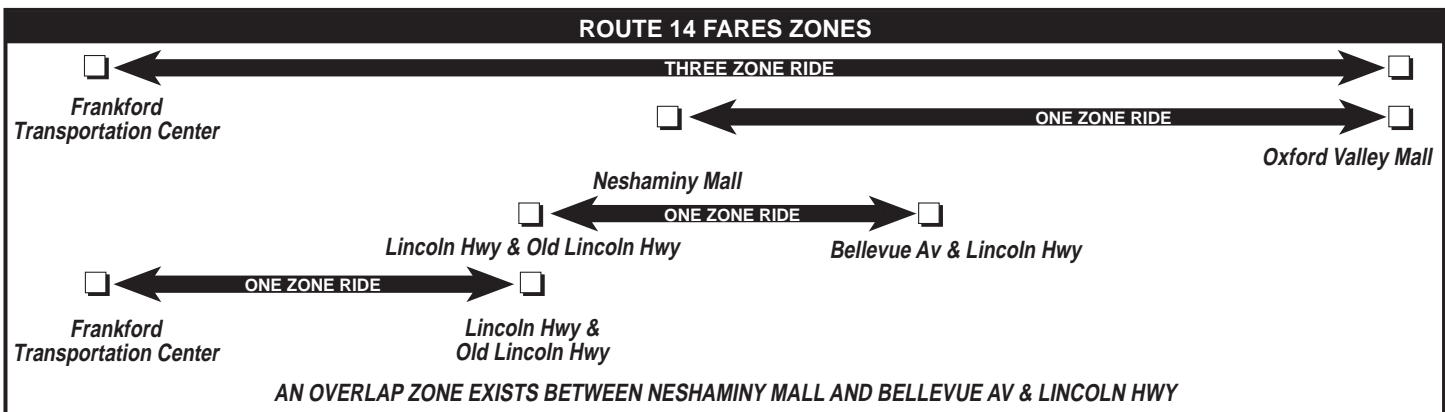 ROUTE 14 FARES ZONES
THREE ZONE RIDE
Frankford
Transportation Center
ONE ZONE RIDE
Oxford Valley Mall
Neshaminy Mall
ONE ZONE RIDE
Lincoln Hwy & Old Lincoln Hwy
Bellevue Av & Lincoln Hwy
ONE ZONE RIDE
Frankford
Transportation Center
Lincoln Hwy &
Old Lincoln Hwy
AN OVERLAP ZONE EXISTS BETWEEN NESHAMINY MALL AND BELLEVUE AV & LINCOLN HWY